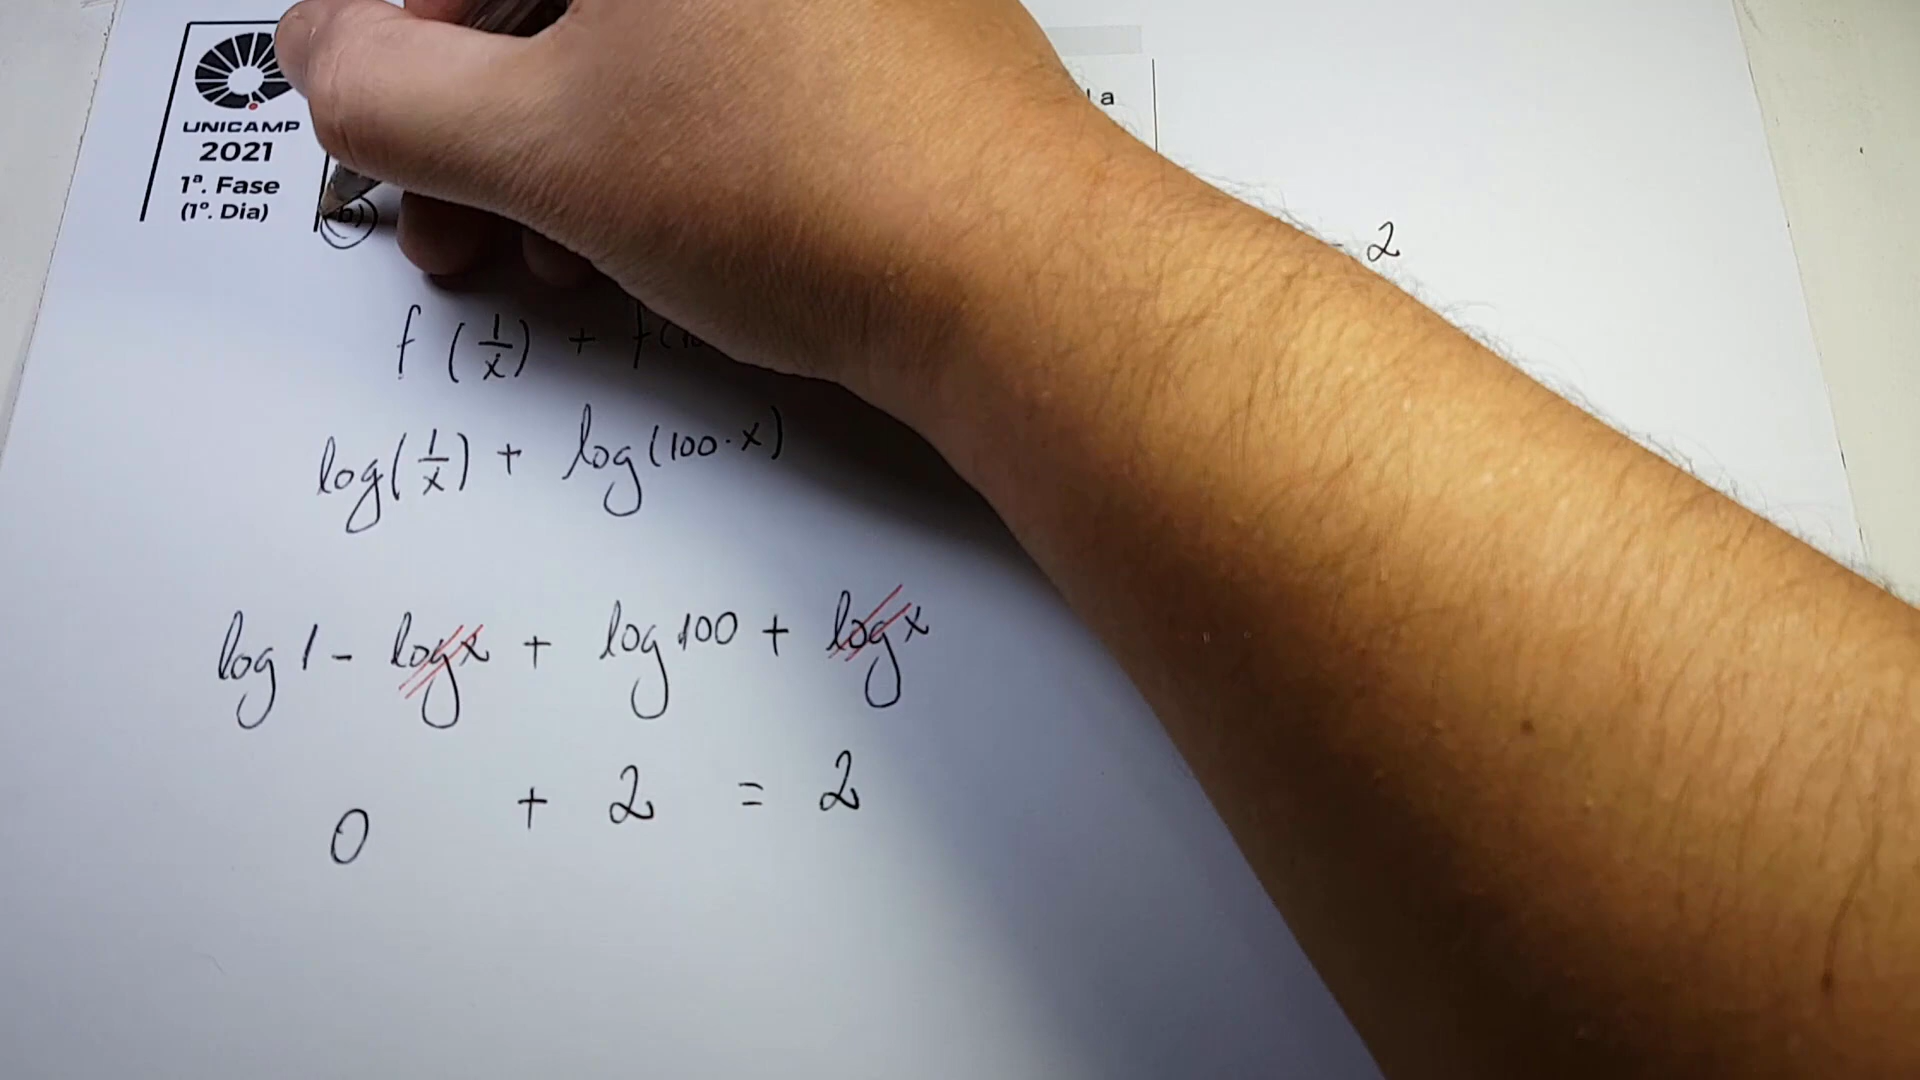 UNICAMP
2021
1ª. Fase
(1º. Dia)
a
b)
2
f(1/x) + f(
log(1/x) + log(100·x)
log 1 - log x + log 100 + log x
0 + 2 = 2